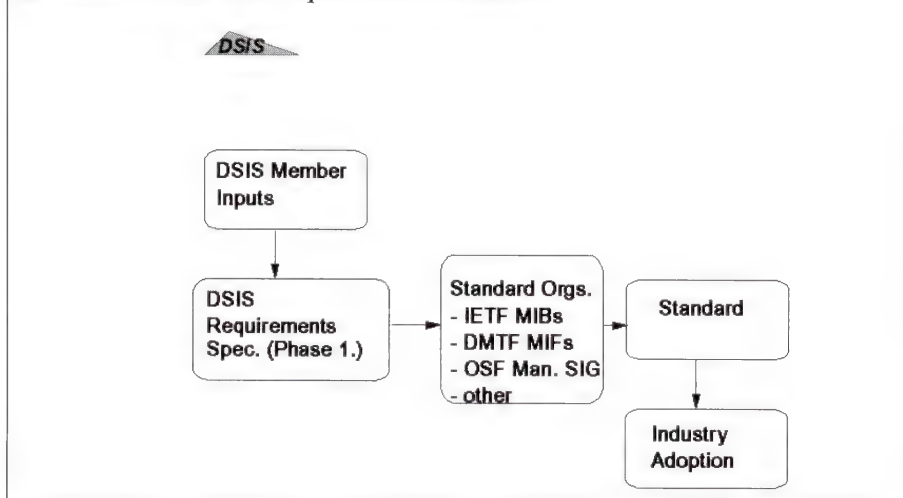 DSIS
DSIS Member
Inputs
DSIS
Requirements
Spec. (Phase 1.)
Standard Orgs.
- IETF MIBs
- DMTF MIFs
- OSF Man. SIG
- other
Standard
Industry
Adoption